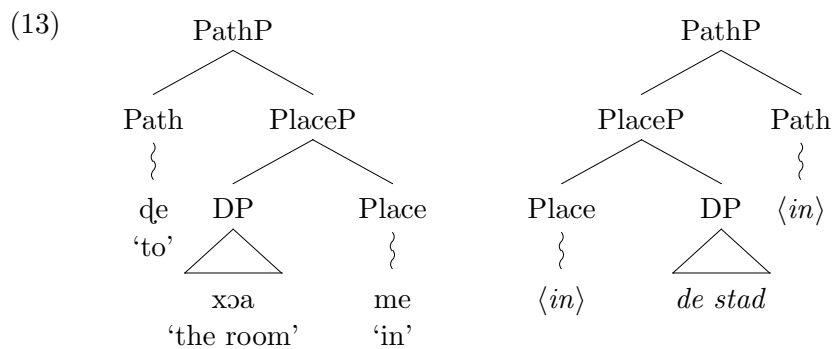 (13)
PathP PathP
Path PlaceP PlaceP Path
ɖe DP Place Place DP ⟨in⟩
‘to’
xɔa me ⟨in⟩ de stad
‘the room’ ‘in’